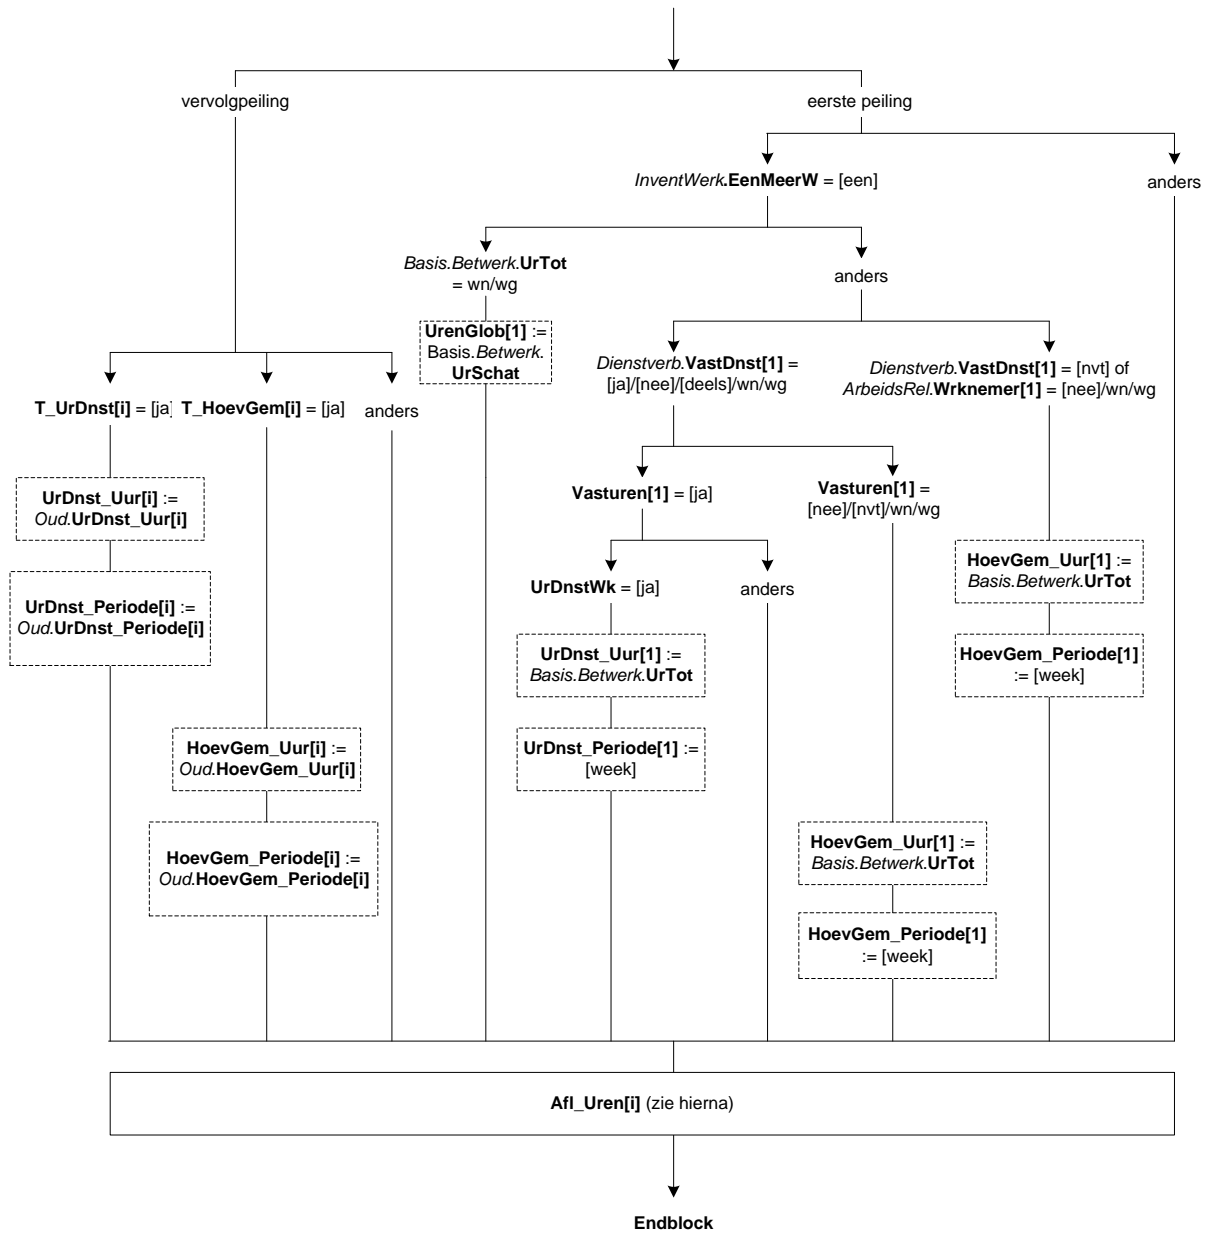 vervolgpeiling
eerste peiling
InventWerk.EenMeerW = [een]
anders
Basis.Betwerk.UrTot
= wn/wg
anders
UrenGlob[1] :=
Basis.Betwerk.
UrSchat
Dienstverb.VastDnst[1] =
[ja]/[nee]/[deels]/wn/wg
Dienstverb.VastDnst[1] = [nvt] of
ArbeidsRel.Wrknemer[1] = [nee]/wn/wg
T_UrDnst[i] = [ja]
T_HoevGem[i] = [ja]
anders
Vasturen[1] = [ja]
Vasturen[1] =
[nee]/[nvt]/wn/wg
UrDnst_Uur[i] :=
Oud.UrDnst_Uur[i]
UrDnstWk = [ja]
anders
HoevGem_Uur[1] :=
Basis.Betwerk.UrTot
UrDnst_Periode[i] :=
Oud.UrDnst_Periode[i]
UrDnst_Uur[1] :=
Basis.Betwerk.UrTot
HoevGem_Periode[1]
:= [week]
HoevGem_Uur[i] :=
Oud.HoevGem_Uur[i]
UrDnst_Periode[1] :=
[week]
HoevGem_Periode[i] :=
Oud.HoevGem_Periode[i]
HoevGem_Uur[1] :=
Basis.Betwerk.UrTot
HoevGem_Periode[1]
:= [week]
Afl_Uren[i] (zie hierna)
Endblock